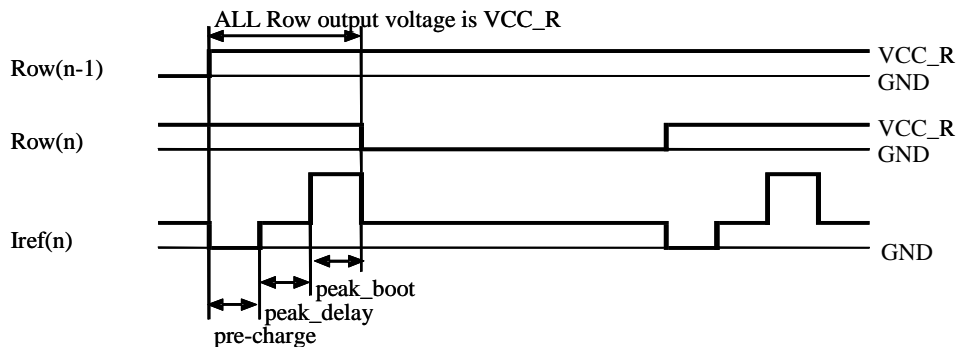 ALL Row output voltage is VCC_R
Row(n-1)
VCC_R
GND
Row(n)
VCC_R
GND
Iref(n)
GND
peak_boot
peak_delay
pre-charge